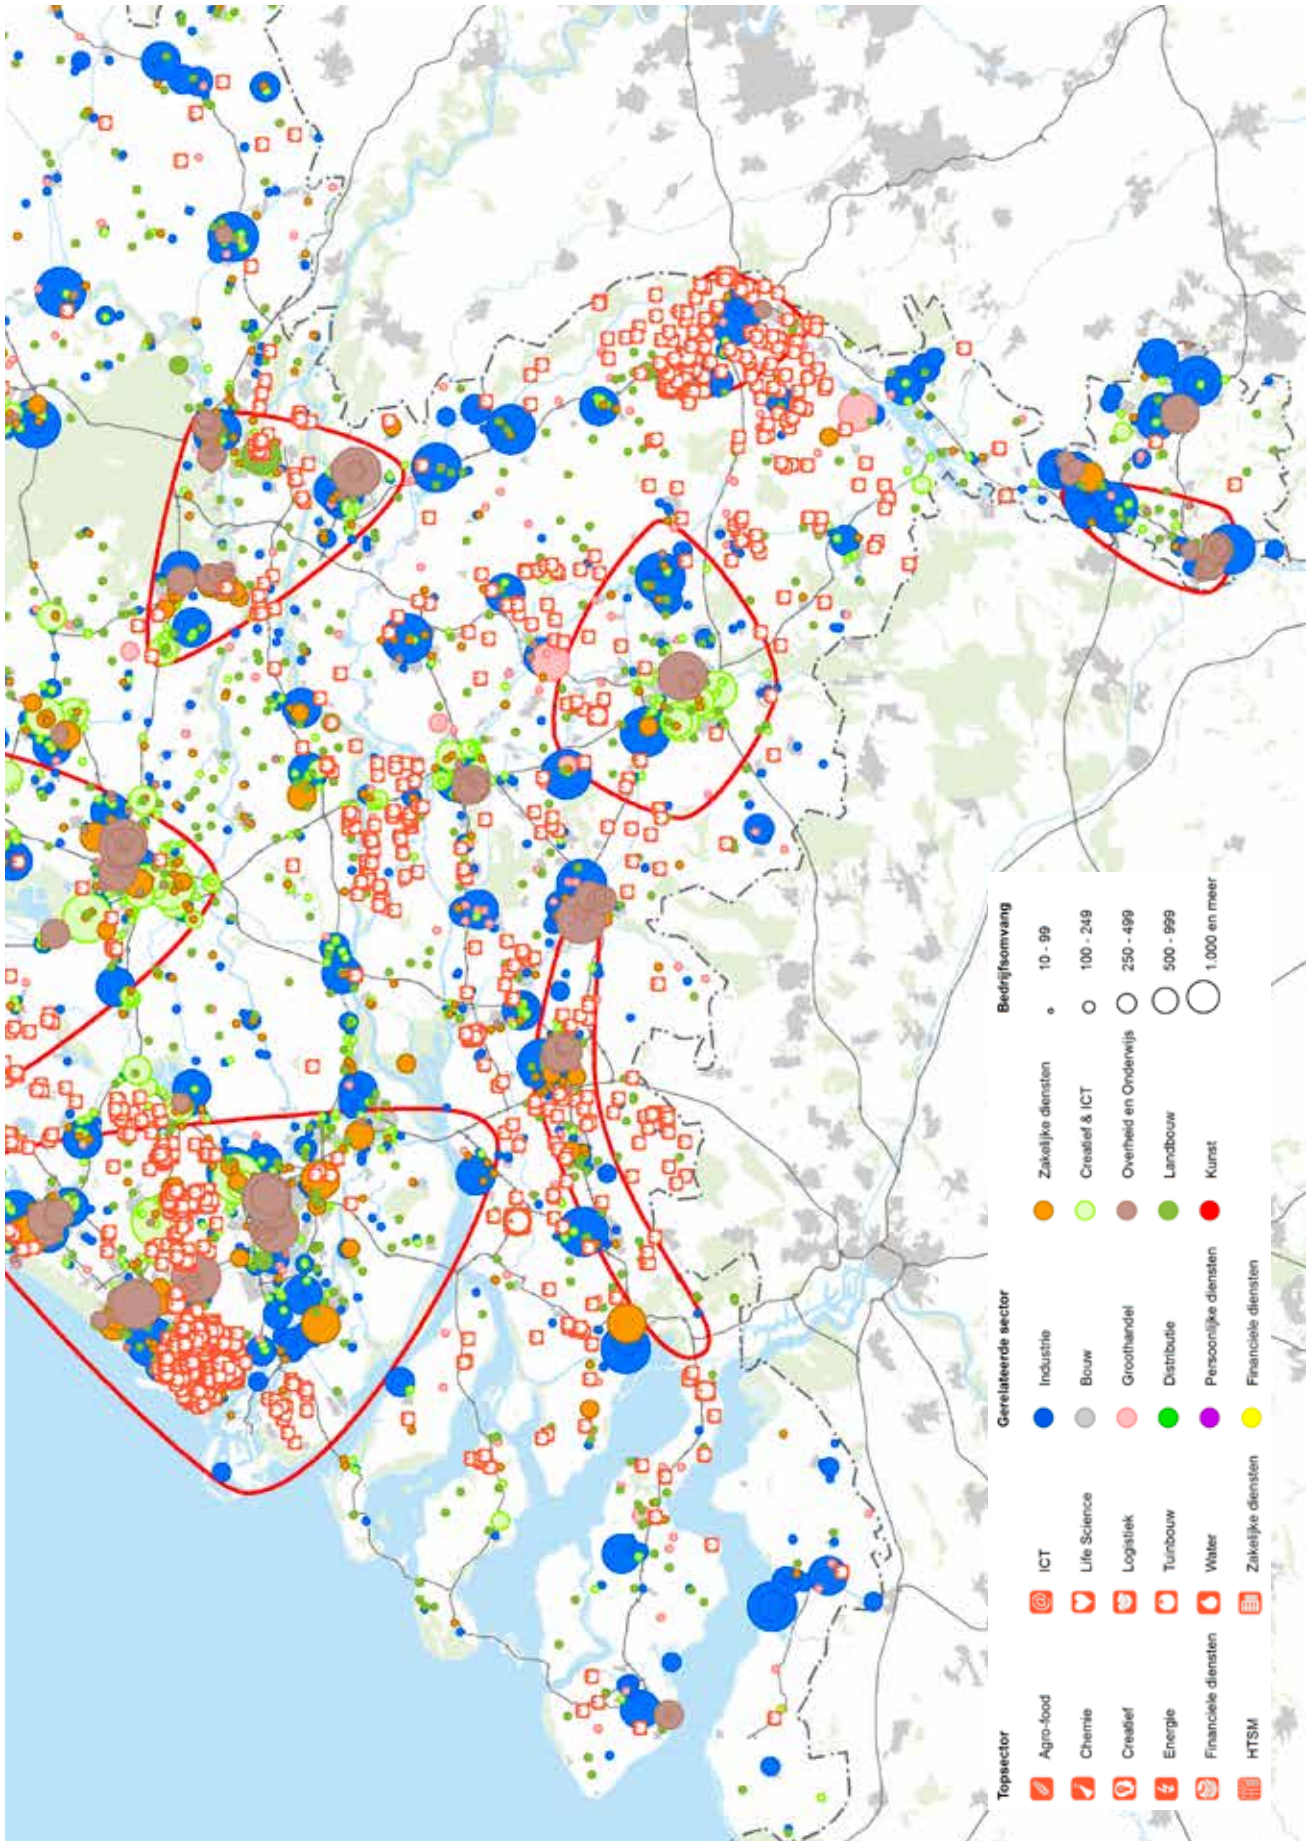 Topsector
Agro-food
Chemie
Creatief
Energie
Financiele diensten
HTSM
ICT
Life Science
Logistiek
Tuinbouw
Water
Zakelijke diensten
Gerelateerde sector
Industrie
Bouw
Groothandel
Distributie
Persoonlijke diensten
Financiele diensten
Zakelijke diensten
Creatief & ICT
Overheid en Onderwijs
Landbouw
Kunst
Bedrijfsomvang
10 - 99
100 - 249
250 - 499
500 - 999
1.000 en meer